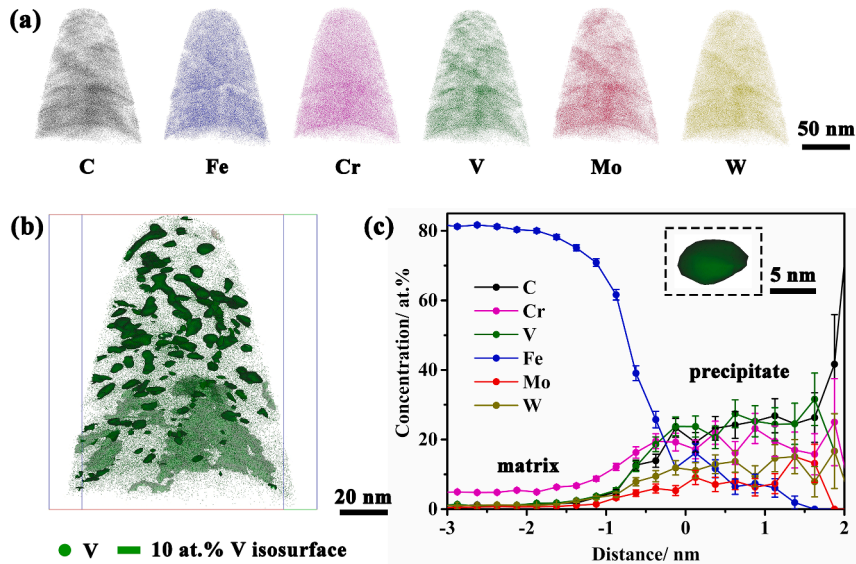 (a)
C Fe Cr V Mo W
50 nm
(b)
20 nm
V 10 at.% V isosurface
(c)
Concentration/ at.%
80
60
40
20
0
C
Cr
V
Fe
Mo
W
5 nm
precipitate
matrix
-3 -2 -1 0 1 2
Distance/ nm